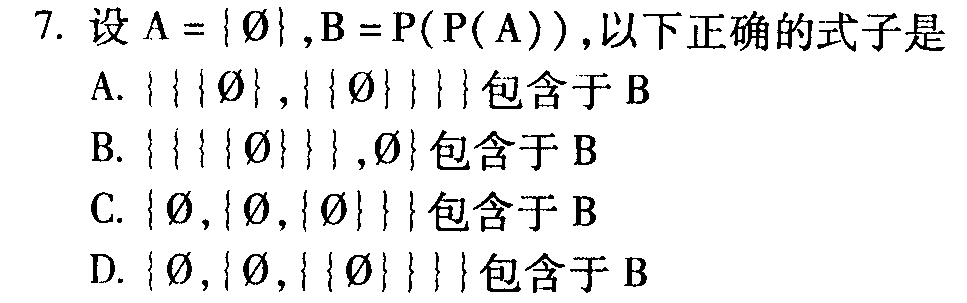 7. 设 A = {Ø},B = P(P(A)),以下正确的式子是
A. {{{Ø},{{Ø}}}}包含于 B
B. {{{{Ø}}},Ø}包含于 B
C. {Ø,{Ø,{Ø}}}包含于 B
D. {Ø,{Ø,{{Ø}}}}包含于 B